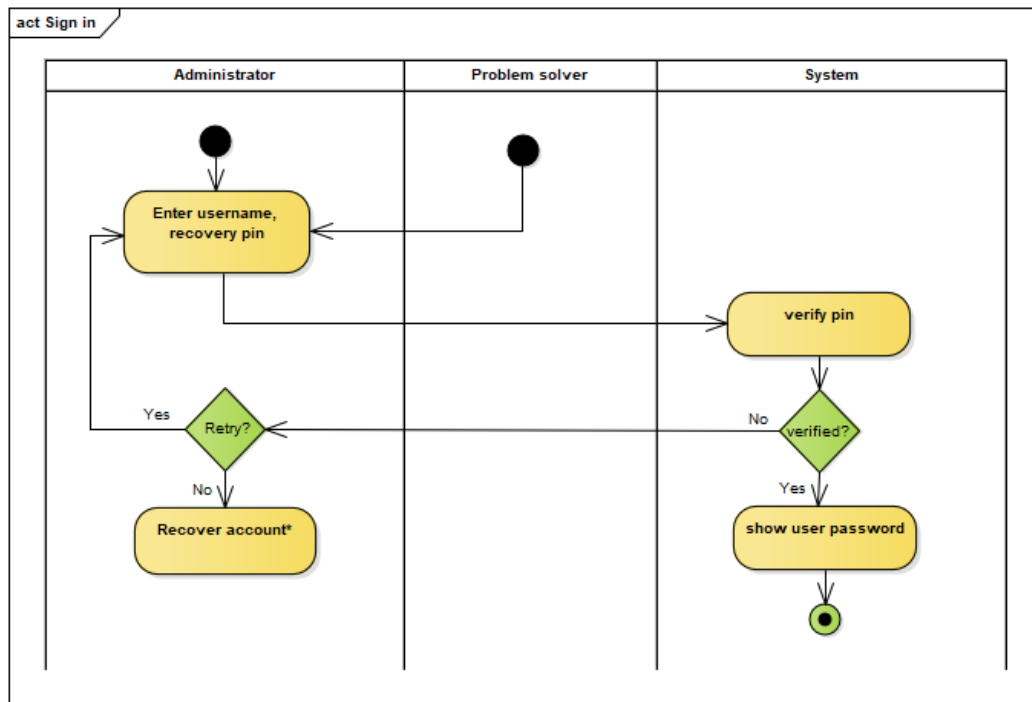 act Sign in
Administrator
Problem solver
System
Enter username,
recovery pin
verify pin
Yes
Retry?
No
verified?
No
Yes
Recover account*
show user password